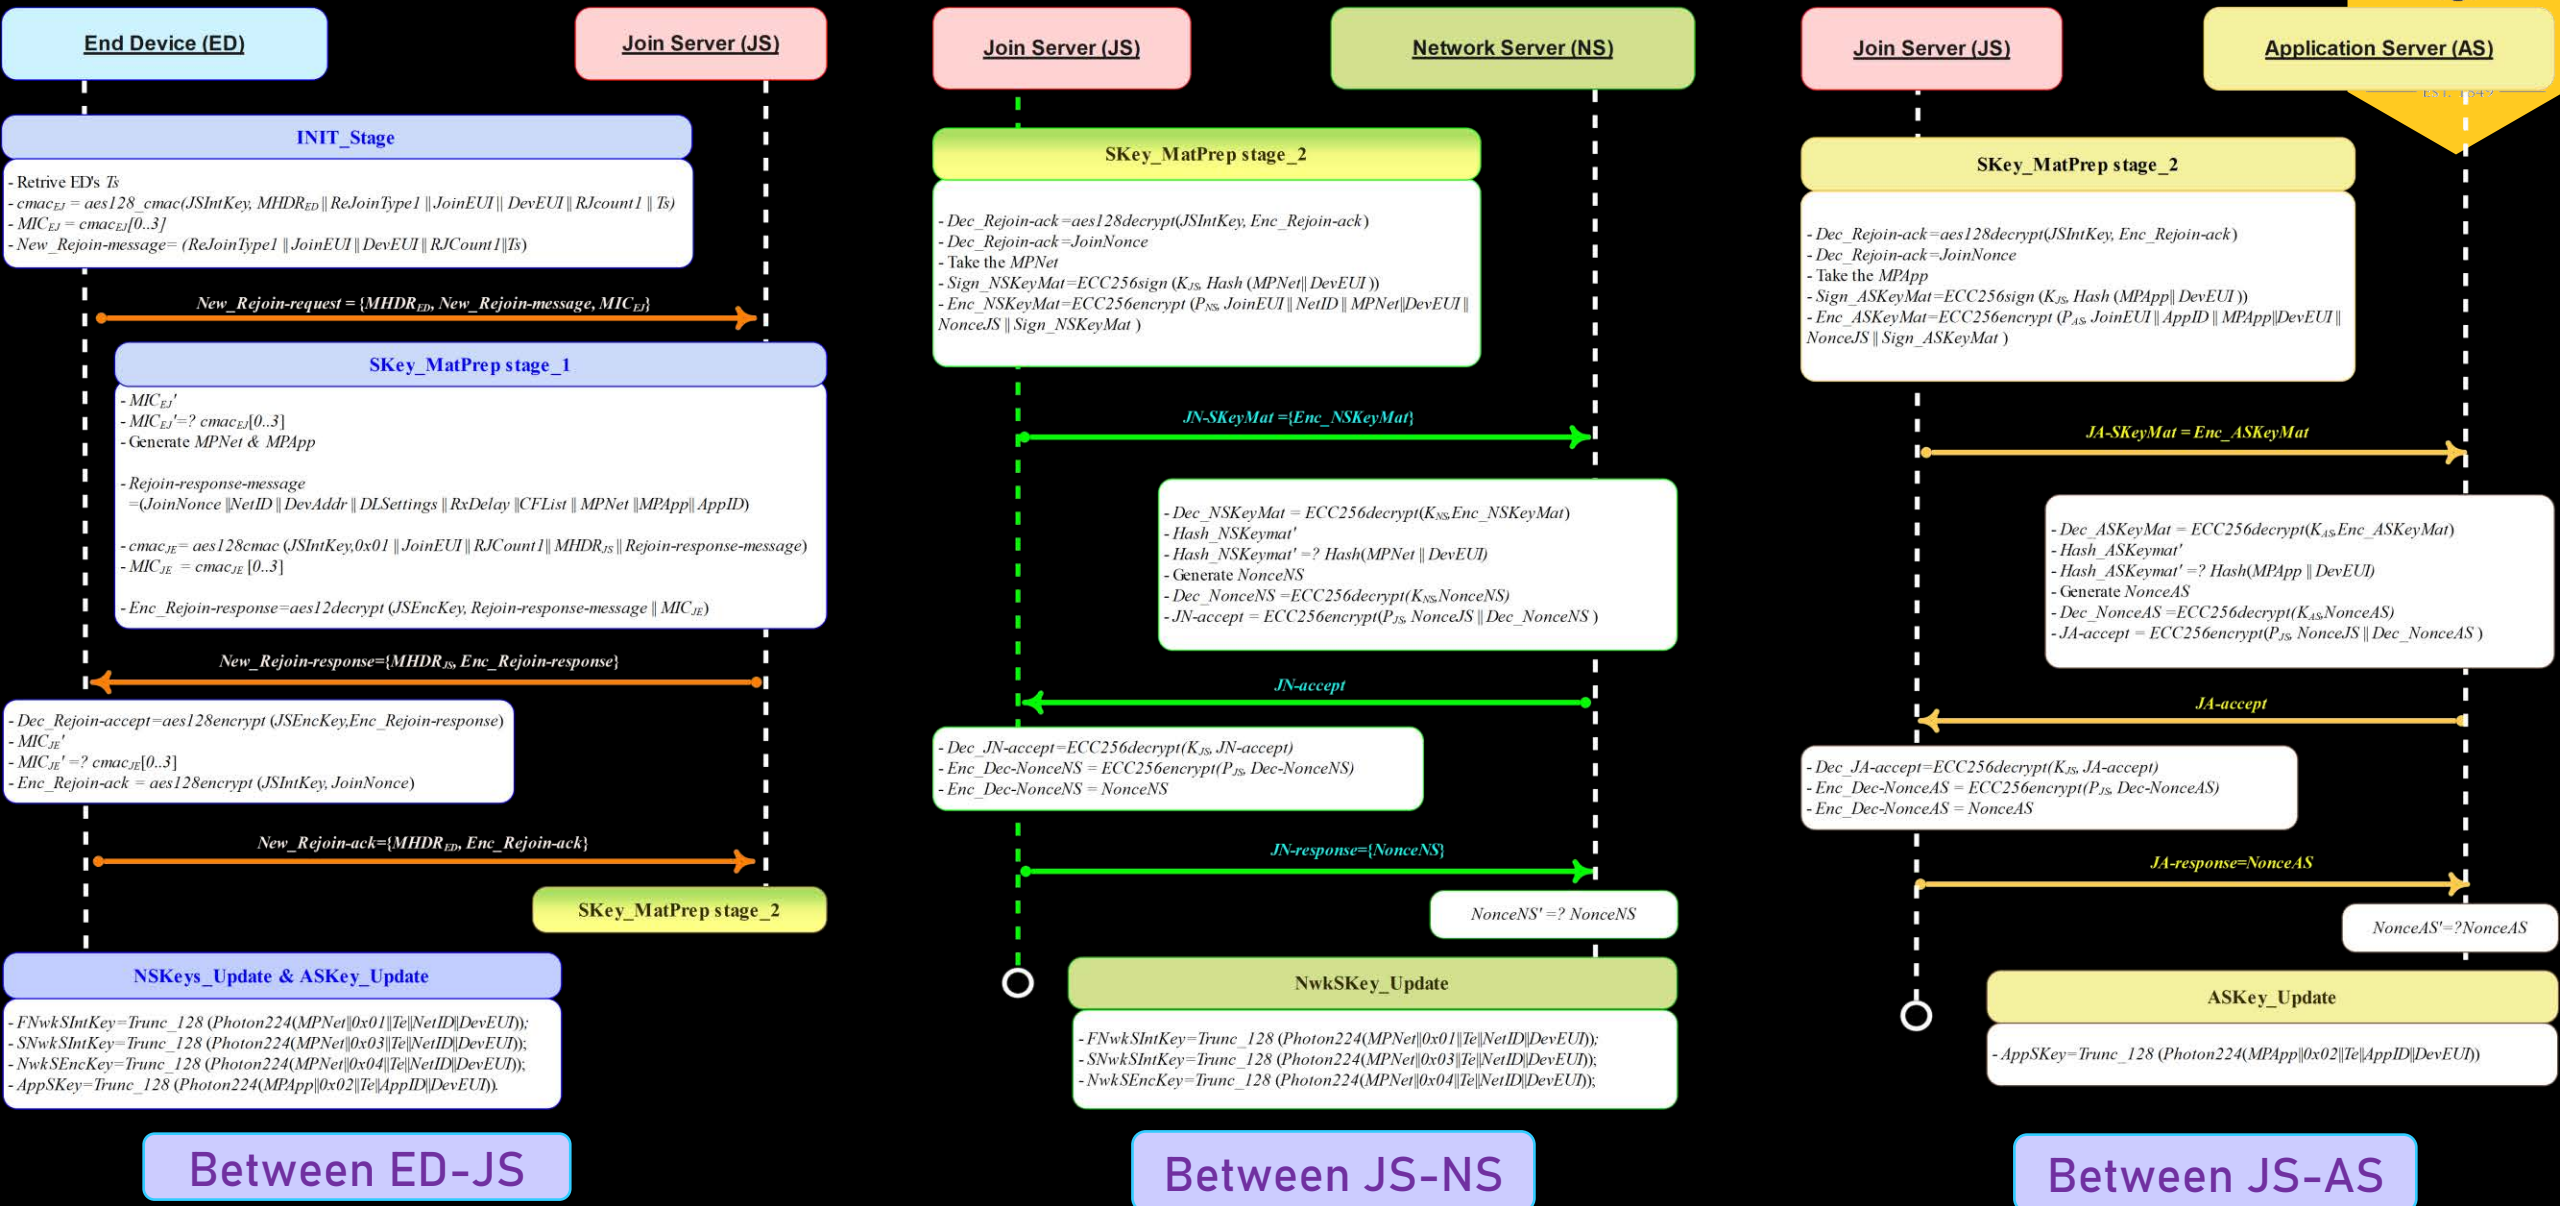 End Device (ED)
Join Server (JS)
INIT_Stage
- Retrive ED's Ts
- cmacEJ = aes128_cmac(JSIntKey, MHDRED || ReJoinType1 || JoinEUI || DevEUI || RJcount1 || Ts)
- MICEJ = cmacEJ[0..3]
- New_Rejoin-message= (ReJoinType1 || JoinEUI || DevEUI || RJCount1||Ts)
New_Rejoin-request = {MHDRED, New_Rejoin-message, MICEJ}
SKey_MatPrep stage_1
- MICEJ'
- MICEJ'=? cmacEJ[0..3]
- Generate MPNet & MPApp
- Rejoin-response-message
=(JoinNonce ||NetID || DevAddr || DLSettings || RxDelay ||CFList || MPNet ||MPApp|| AppID)
- cmacJE= aes128cmac (JSIntKey,0x01 || JoinEUI || RJCount1|| MHDRJS || Rejoin-response-message)
- MICJE = cmacJE [0..3]
- Enc_Rejoin-response=aes12decrypt (JSEncKey, Rejoin-response-message || MICJE)
New_Rejoin-response={MHDRJS, Enc_Rejoin-response}
- Dec_Rejoin-accept=aes128encrypt (JSEncKey,Enc_Rejoin-response)
- MICJE'
- MICJE' =? cmacJE[0..3]
- Enc_Rejoin-ack = aes128encrypt (JSIntKey, JoinNonce)
New_Rejoin-ack={MHDRED, Enc_Rejoin-ack}
SKey_MatPrep stage_2
NSKeys_Update & ASKey_Update
- FNwkSIntKey=Trunc_128 (Photon224(MPNet||0x01||Te||NetID||DevEUI));
- SNwkSIntKey=Trunc_128 (Photon224(MPNet||0x03||Te||NetID||DevEUI));
- NwkSEncKey=Trunc_128 (Photon224(MPNet||0x04||Te||NetID||DevEUI));
- AppSKey=Trunc_128 (Photon224(MPApp||0x02||Te||AppID||DevEUI)).
Between ED-JS
Join Server (JS)
Network Server (NS)
SKey_MatPrep stage_2
- Dec_Rejoin-ack=aes128decrypt(JSIntKey, Enc_Rejoin-ack)
- Dec_Rejoin-ack=JoinNonce
- Take the MPNet
- Sign_NSKeyMat=ECC256sign (KJS, Hash (MPNet|| DevEUI ))
- Enc_NSKeyMat=ECC256encrypt (PNS, JoinEUI || NetID || MPNet||DevEUI ||
NonceJS || Sign_NSKeyMat )
JN-SKeyMat ={Enc_NSKeyMat}
- Dec_NSKeyMat = ECC256decrypt(KNS,Enc_NSKeyMat)
- Hash_NSKeymat'
- Hash_NSKeymat' =? Hash(MPNet || DevEUI)
- Generate NonceNS
- Dec_NonceNS =ECC256decrypt(KNS,NonceNS)
- JN-accept = ECC256encrypt(PJS, NonceJS || Dec_NonceNS )
JN-accept
- Dec_JN-accept=ECC256decrypt(KJS, JN-accept)
- Enc_Dec-NonceNS = ECC256encrypt(PJS, Dec-NonceNS)
- Enc_Dec-NonceNS = NonceNS
JN-response={NonceNS}
NonceNS' =? NonceNS
NwkSKey_Update
- FNwkSIntKey=Trunc_128 (Photon224(MPNet||0x01||Te||NetID||DevEUI));
- SNwkSIntKey=Trunc_128 (Photon224(MPNet||0x03||Te||NetID||DevEUI));
- NwkSEncKey=Trunc_128 (Photon224(MPNet||0x04||Te||NetID||DevEUI));
Between JS-NS
Join Server (JS)
Application Server (AS)
EST. 1849
SKey_MatPrep stage_2
- Dec_Rejoin-ack=aes128decrypt(JSIntKey, Enc_Rejoin-ack)
- Dec_Rejoin-ack=JoinNonce
- Take the MPApp
- Sign_ASKeyMat=ECC256sign (KJS, Hash (MPApp|| DevEUI ))
- Enc_ASKeyMat=ECC256encrypt (PAS, JoinEUI || AppID || MPApp||DevEUI ||
NonceJS || Sign_ASKeyMat )
JA-SKeyMat = Enc_ASKeyMat
- Dec_ASKeyMat = ECC256decrypt(KAS,Enc_ASKeyMat)
- Hash_ASKeymat'
- Hash_ASKeymat' =? Hash(MPApp || DevEUI)
- Generate NonceAS
- Dec_NonceAS =ECC256decrypt(KAS,NonceAS)
- JA-accept = ECC256encrypt(PJS, NonceJS || Dec_NonceAS )
JA-accept
- Dec_JA-accept=ECC256decrypt(KJS, JA-accept)
- Enc_Dec-NonceAS = ECC256encrypt(PJS, Dec-NonceAS)
- Enc_Dec-NonceAS = NonceAS
JA-response=NonceAS
NonceAS'=?NonceAS
ASKey_Update
- AppSKey=Trunc_128 (Photon224(MPApp||0x02||Te||AppID||DevEUI))
Between JS-AS